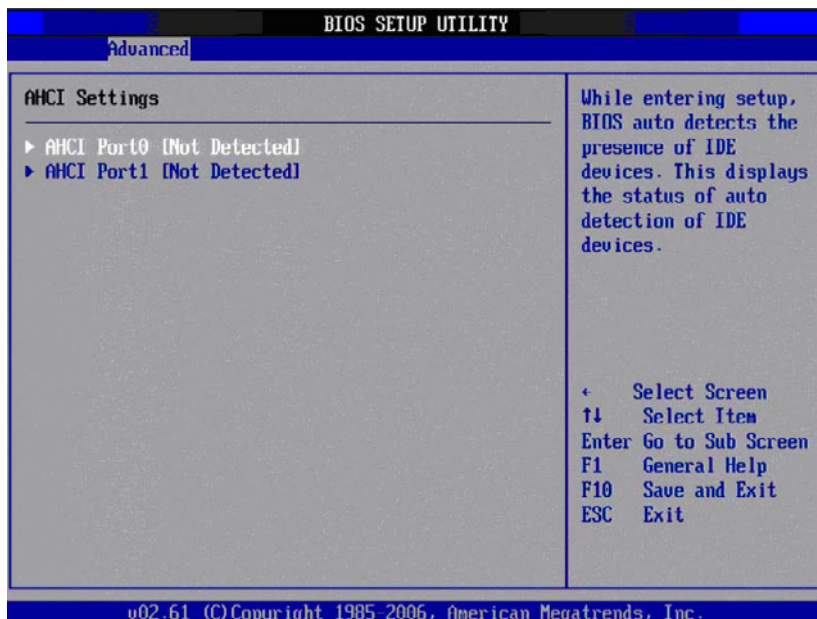 BIOS SETUP UTILITY
Advanced
AHCI Settings
▶ AHCI Port0 [Not Detected]
▶ AHCI Port1 [Not Detected]
While entering setup,
BIOS auto detects the
presence of IDE
devices. This displays
the status of auto
detection of IDE
devices.
← Select Screen
↑↓ Select Item
Enter Go to Sub Screen
F1 General Help
F10 Save and Exit
ESC Exit
v02.61 (C)Copyright 1985-2006, American Megatrends, Inc.